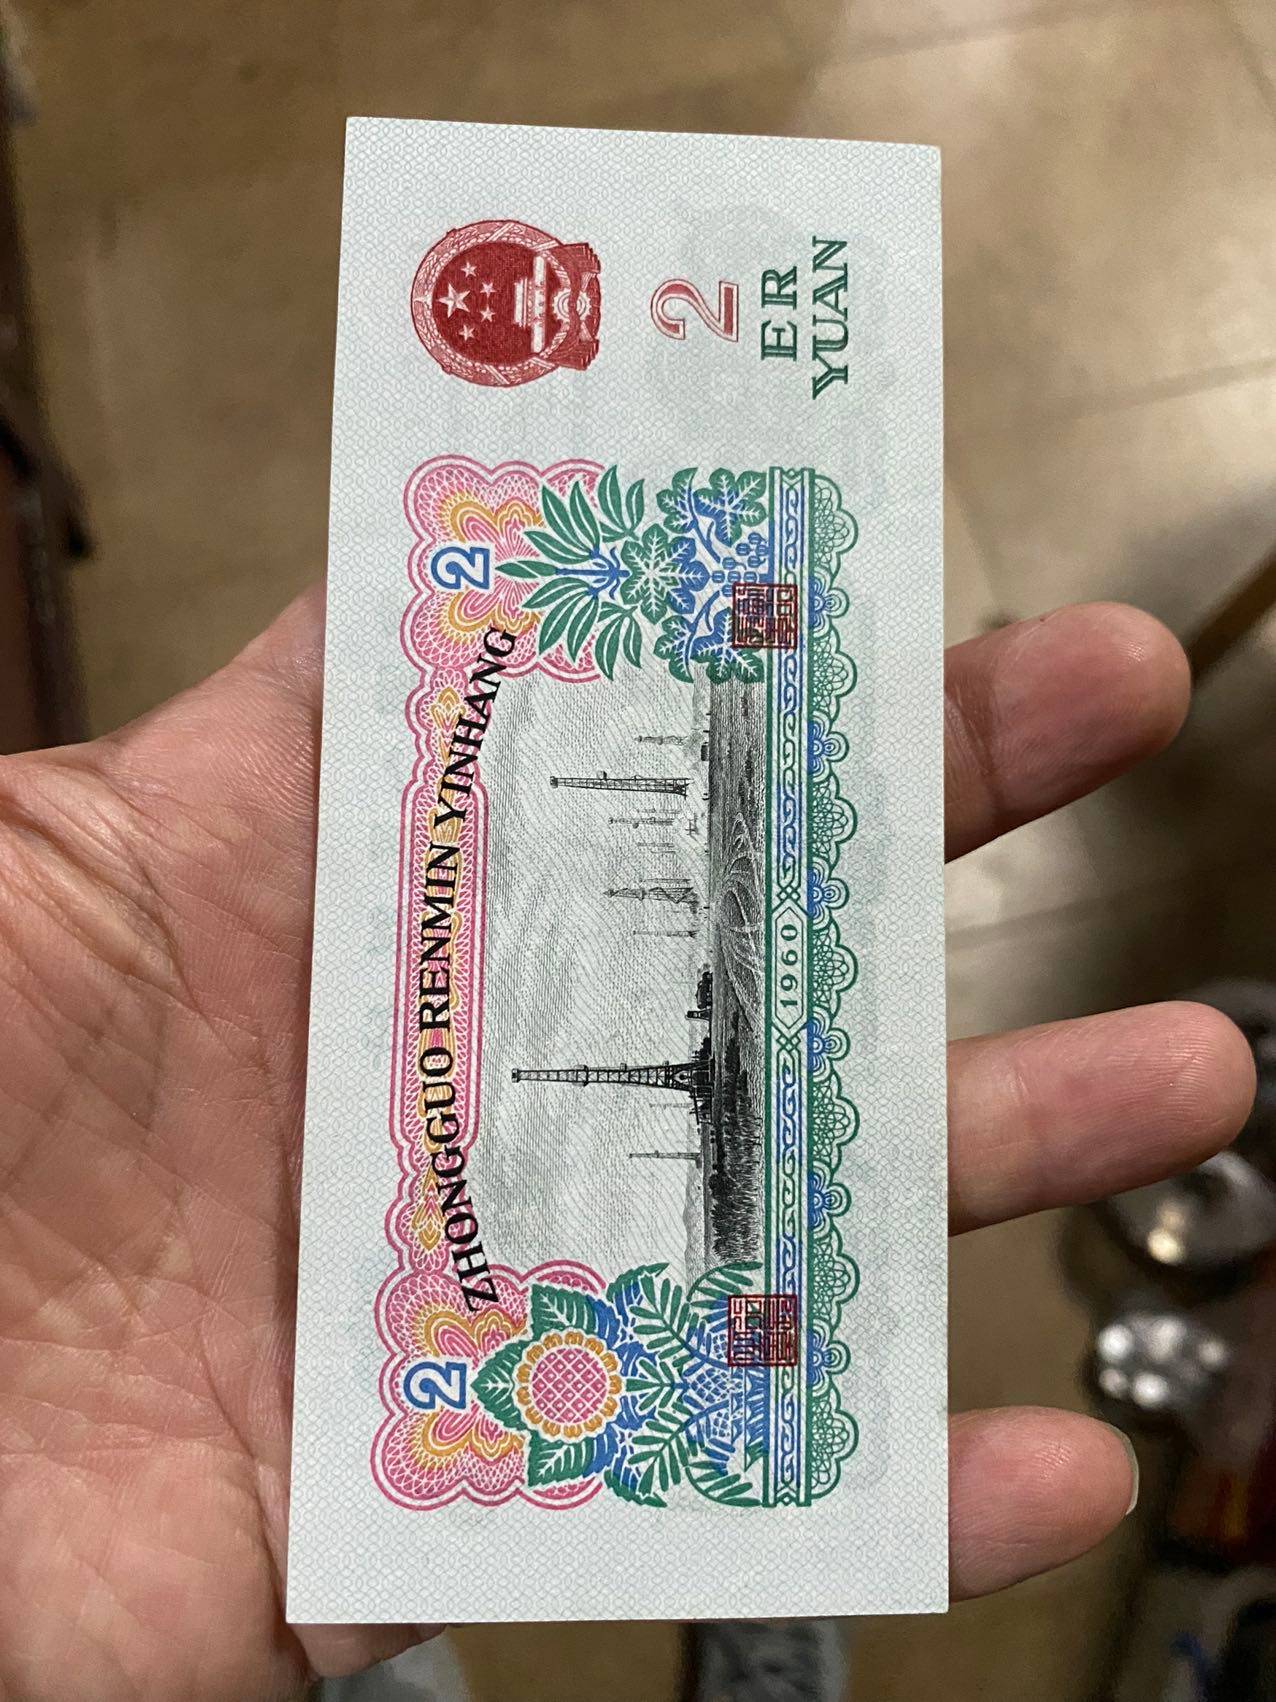 ZHONGGUO RENMIN YINHANG
2
2
1960
2
ER
YUAN